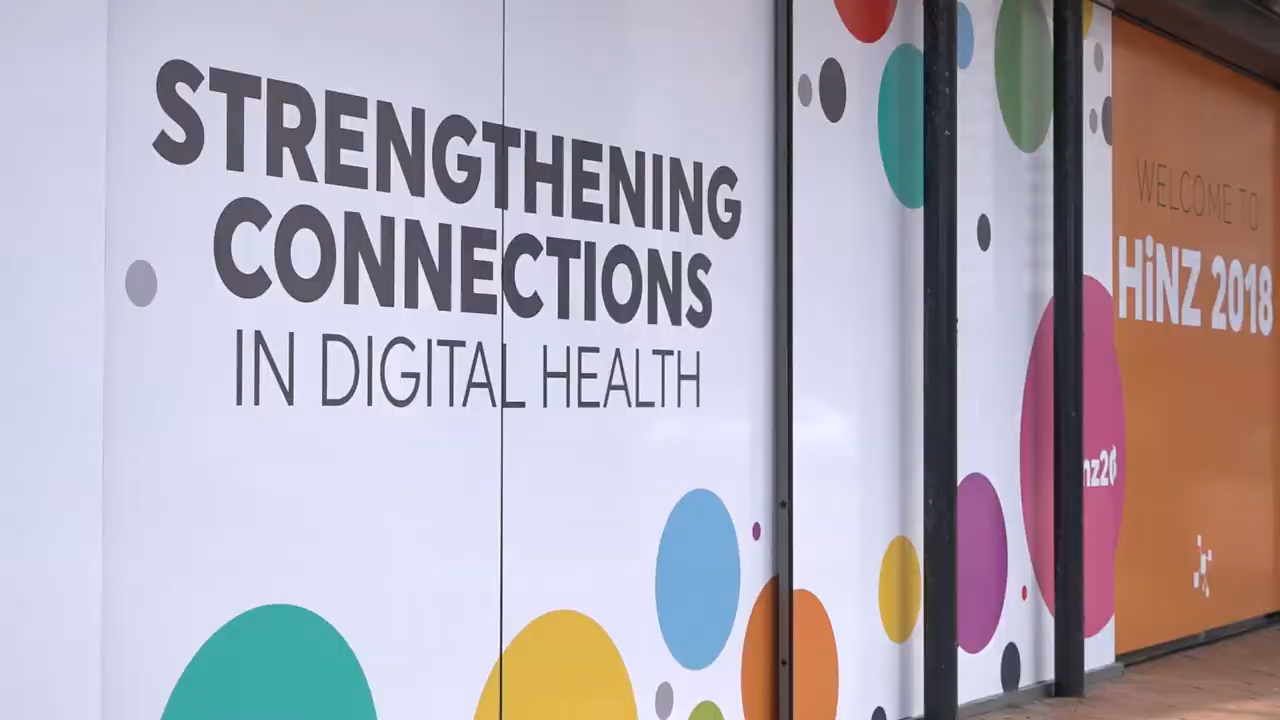 STRENGTHENING
CONNECTIONS
IN DIGITAL HEALTH
WELCOME TO
HiNZ 2018